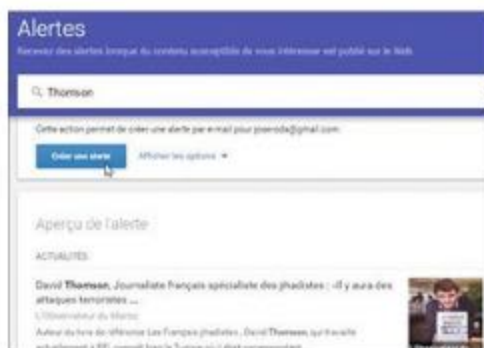 Alertes
Recevez des alertes lorsque du contenu susceptible de vous intéresser est publié sur le Web
Thomson
Cette action permet de créer une alerte par e-mail pour
Créer une alerte
Afficher les options
Aperçu de l'alerte
ACTUALITÉS
David Thomson, Journaliste français spécialiste des jihadistes : «Il y aura des
attaques terroristes ...
L'Observateur du Maroc
Auteur du livre de référence Les Français jihadistes, David Thomson, qui travaille